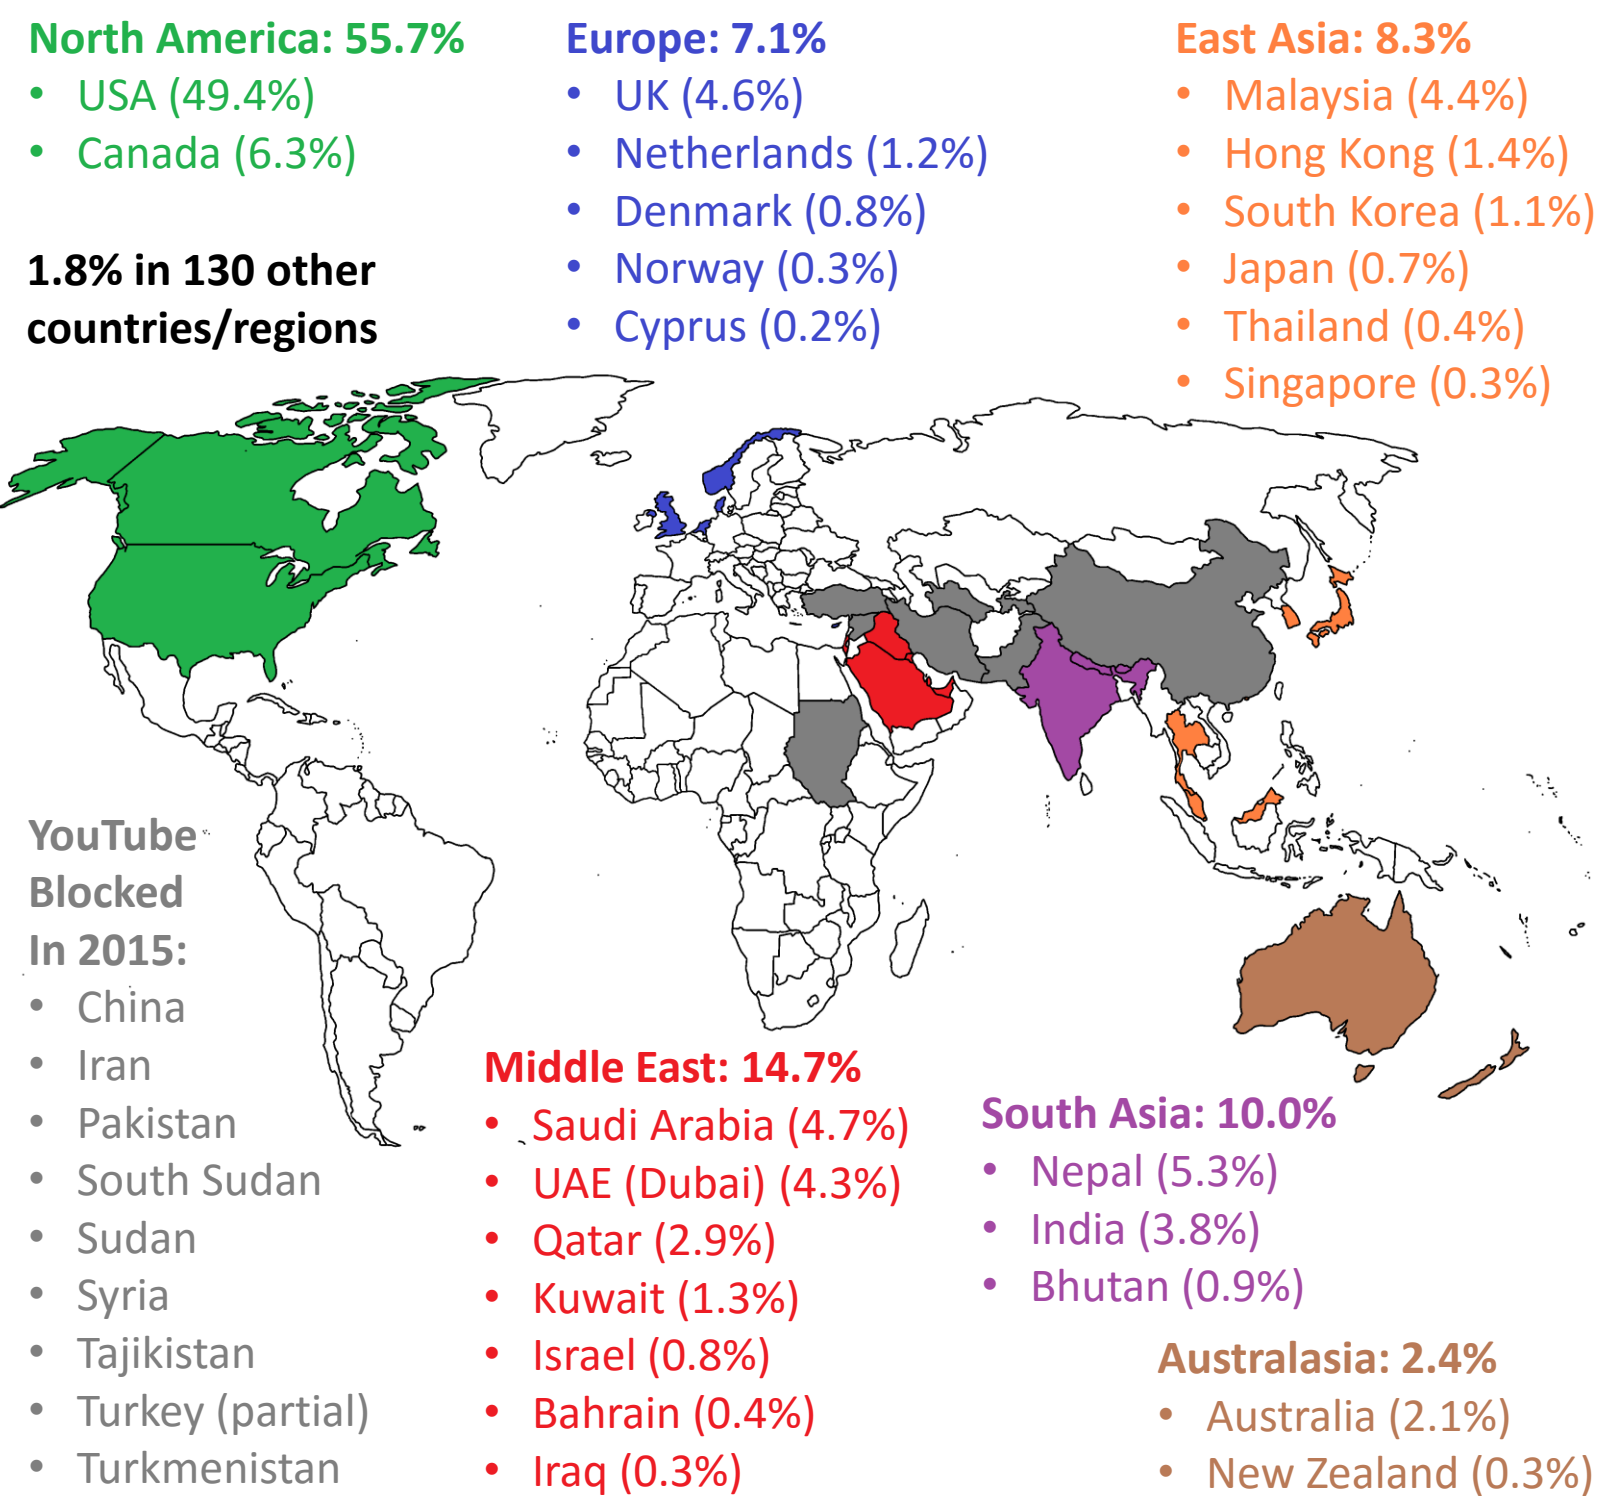 North America: 55.7%
• USA (49.4%)
• Canada (6.3%)
1.8% in 130 other
countries/regions
Europe: 7.1%
• UK (4.6%)
• Netherlands (1.2%)
• Denmark (0.8%)
• Norway (0.3%)
• Cyprus (0.2%)
East Asia: 8.3%
• Malaysia (4.4%)
• Hong Kong (1.4%)
• South Korea (1.1%)
• Japan (0.7%)
• Thailand (0.4%)
• Singapore (0.3%)
YouTube
Blocked
In 2015:
• China
• Iran
• Pakistan
• South Sudan
• Sudan
• Syria
• Tajikistan
• Turkey (partial)
• Turkmenistan
Middle East: 14.7%
• Saudi Arabia (4.7%)
• UAE (Dubai) (4.3%)
• Qatar (2.9%)
• Kuwait (1.3%)
• Israel (0.8%)
• Bahrain (0.4%)
• Iraq (0.3%)
South Asia: 10.0%
• Nepal (5.3%)
• India (3.8%)
• Bhutan (0.9%)
Australasia: 2.4%
• Australia (2.1%)
• New Zealand (0.3%)